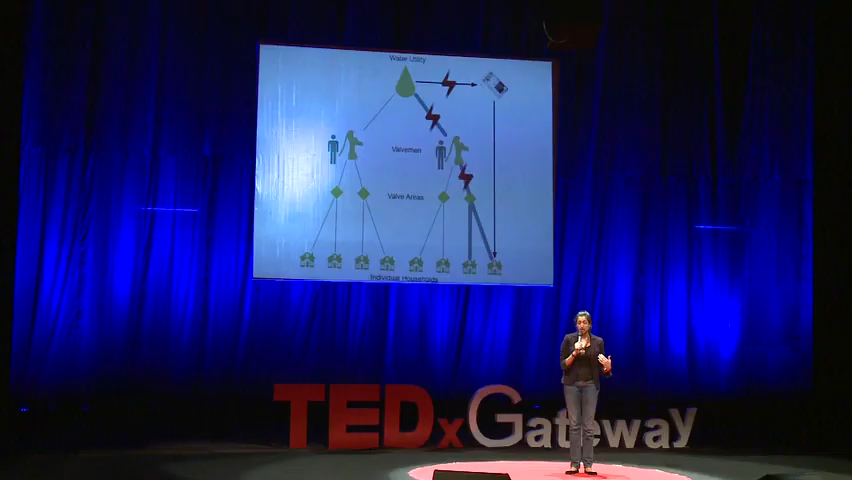 Water Utility
Valvemen
Valve Areas
Individual Households
TEDxGateway